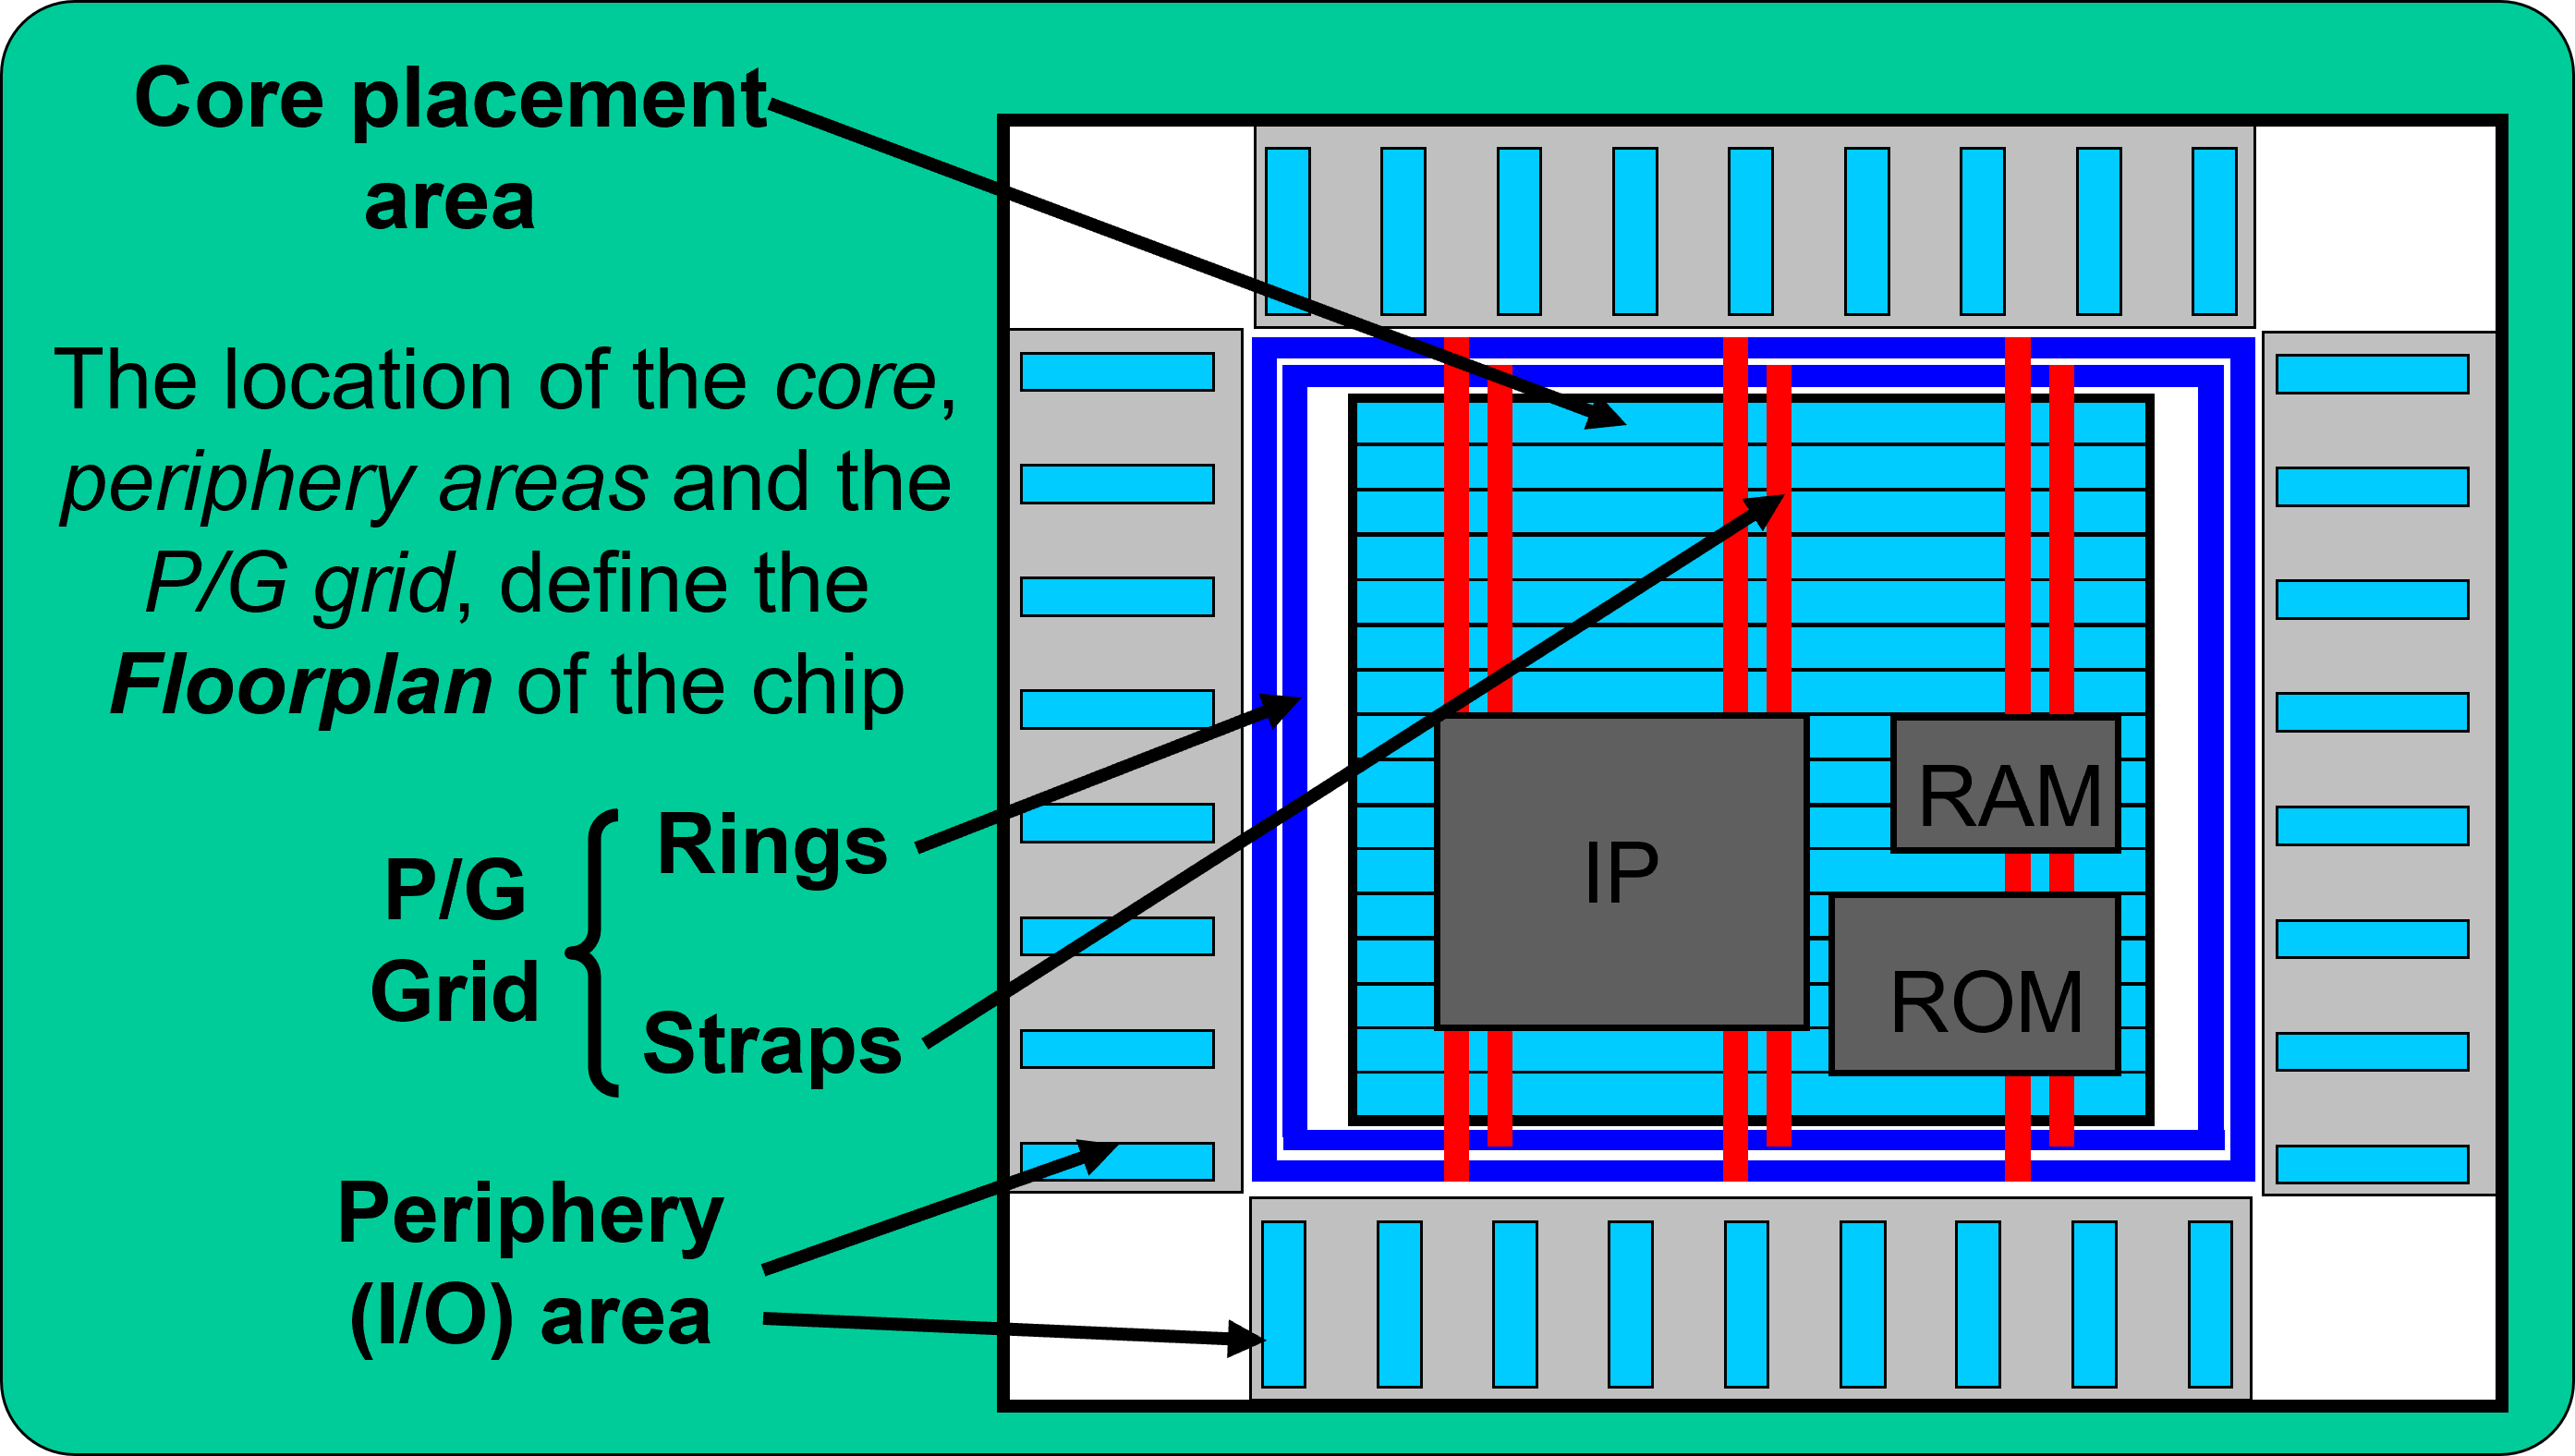 Core placement
area
The location of the core,
periphery areas and the
P/G grid, define the
Floorplan of the chip
P/G
Grid
Rings
Straps
Periphery
(I/O) area
IP
RAM
ROM